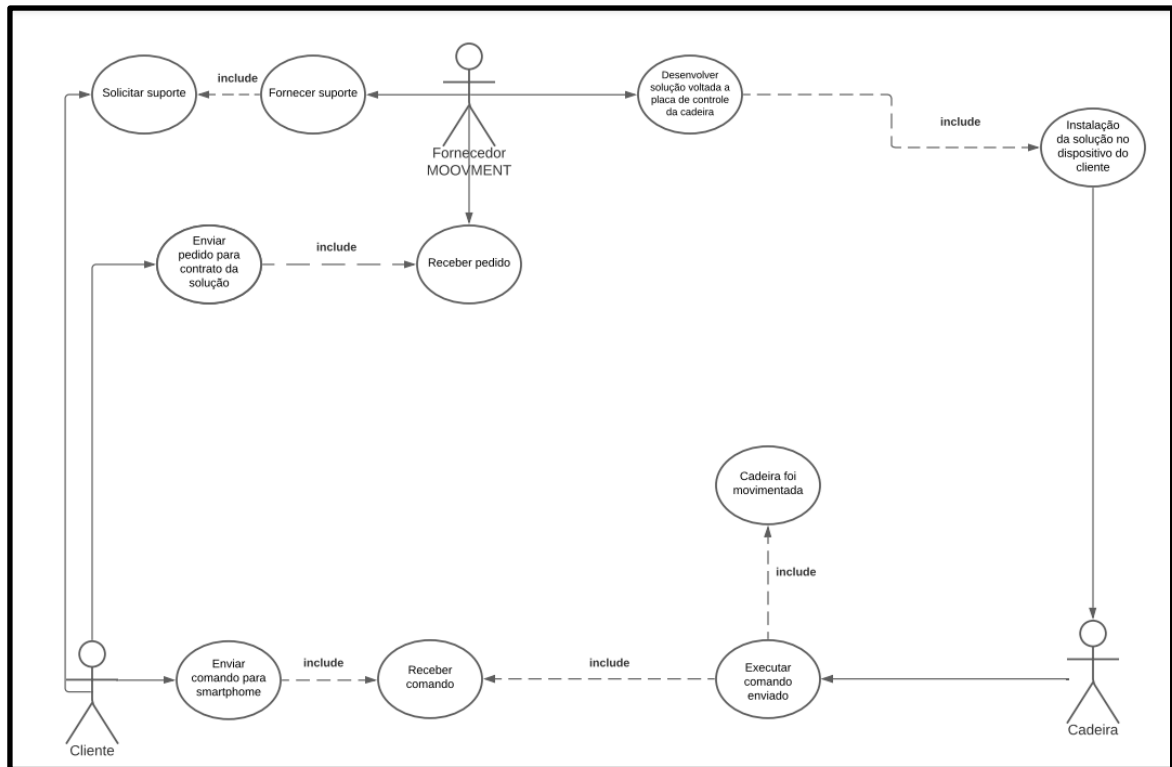 Solicitar suporte
include
Fornecer suporte
Fornecedor
MOOVMENT
Desenvolver
solução voltada a
placa de controle
da cadeira
include
Instalação
da solução no
dispositivo do
cliente
Enviar
pedido para
contrato da
solução
include
Receber pedido
Cadeira foi
movimentada
include
Enviar
comando para
smartphome
include
Receber
comando
include
Executar
comando
enviado
Cliente
Cadeira